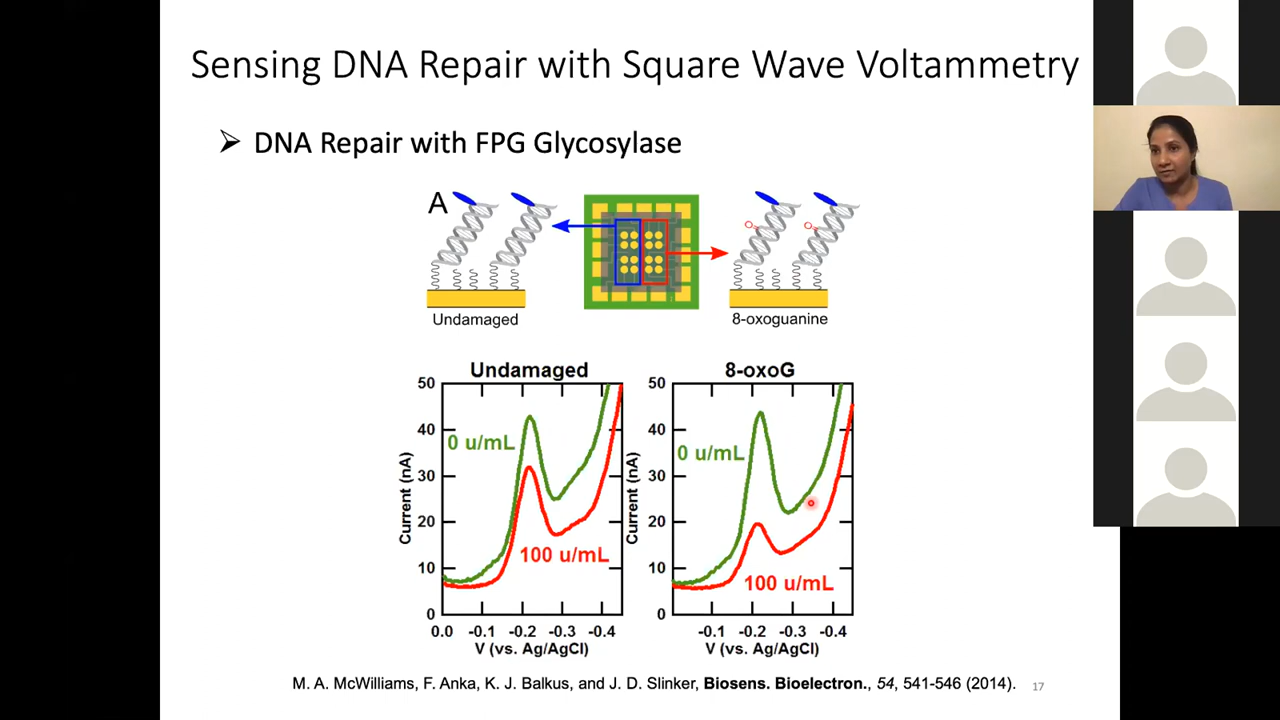 Sensing DNA Repair with Square Wave Voltammetry
➢ DNA Repair with FPG Glycosylase
A
Undamaged
8-oxoguanine
Undamaged
50
40
30
20
10
0
Current (nA)
0 u/mL
100 u/mL
0.0 -0.1 -0.2 -0.3 -0.4
V (vs. Ag/AgCl)
8-oxoG
50
40
30
20
10
0
Current (nA)
0 u/mL
100 u/mL
-0.1 -0.2 -0.3 -0.4
V (vs. Ag/AgCl)
M. A. McWilliams, F. Anka, K. J. Balkus, and J. D. Slinker, Biosens. Bioelectron., 54, 541-546 (2014).
17